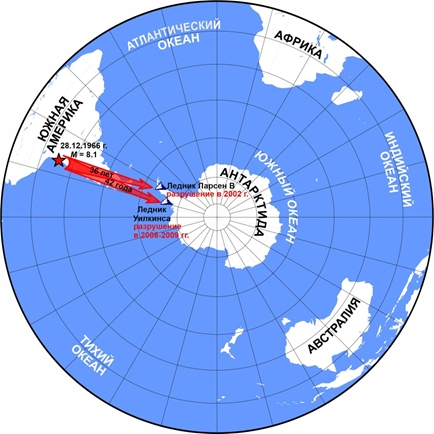 АТЛАНТИЧЕСКИЙ
ОКЕАН
АФРИКА
ЮЖНАЯ
АМЕРИКА
28.12.1966 г.
M = 8.1
36 лет
42 года
Ледник Ларсен В
разрушение в 2002 г.
Ледник
Уилкинса
разрушение
в 2008-2009 гг.
АНТАРКТИДА
ЮЖНЫЙ ОКЕАН
ИНДИЙСКИЙ
ОКЕАН
АВСТРАЛИЯ
ТИХИЙ
ОКЕАН